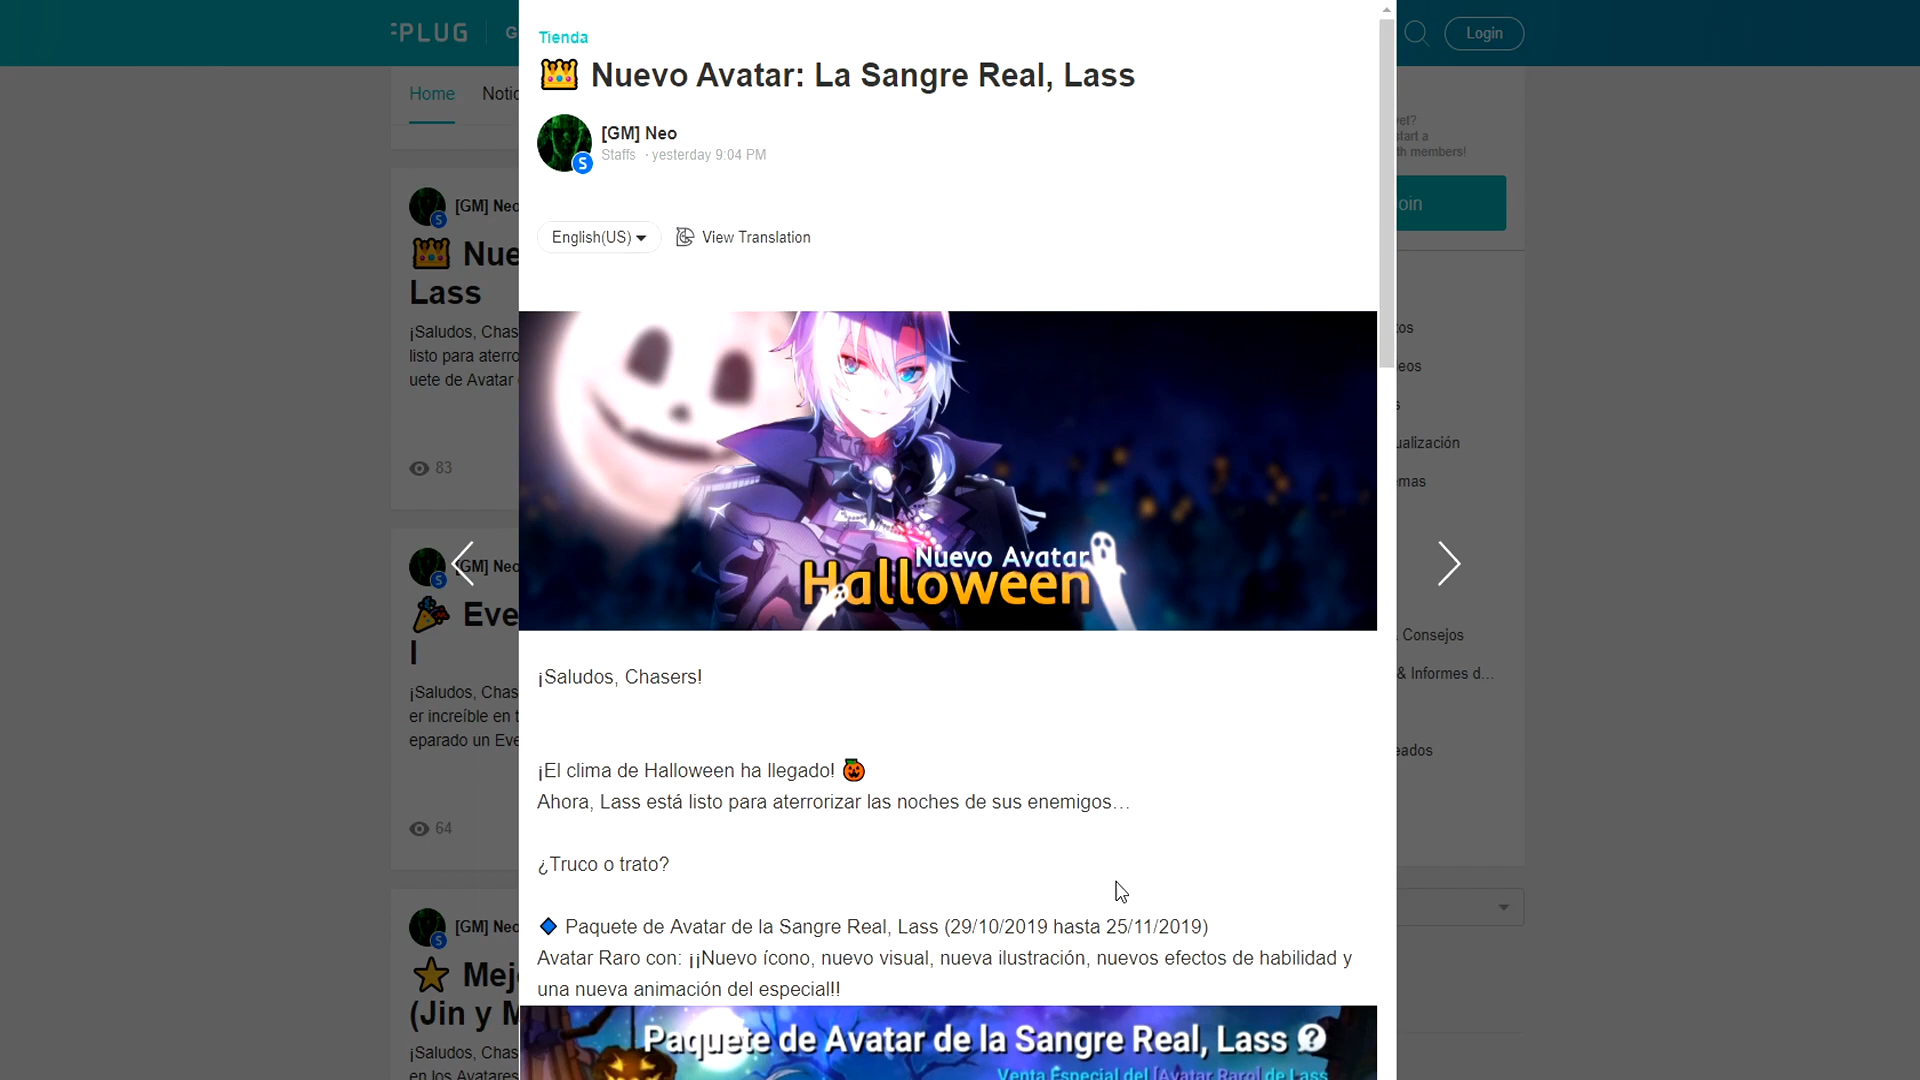 PLUG
G
Login
Home
Notic
[GM] Neo
Nue
Lass
¡Saludos, Chas
listo para aterro
uete de Avatar
83
[GM] Neo
Eve
l
¡Saludos, Chas
er increíble en t
eparado un Eve
64
[GM] Neo
Mej
(Jin y M
¡Saludos, Chas
en los Avatares
Tienda
Nuevo Avatar: La Sangre Real, Lass
[GM] Neo
Staffs · yesterday 9:04 PM
English(US)
View Translation
Nuevo Avatar
Halloween
¡Saludos, Chasers!
¡El clima de Halloween ha llegado!
Ahora, Lass está listo para aterrorizar las noches de sus enemigos…
¿Truco o trato?
Paquete de Avatar de la Sangre Real, Lass (29/10/2019 hasta 25/11/2019)
Avatar Raro con: ¡¡Nuevo ícono, nuevo visual, nueva ilustración, nuevos efectos de habilidad y
una nueva animación del especial!!
Paquete de Avatar de la Sangre Real, Lass ?
Venta Especial del [Avatar Raro] de Lass
yet?
start a
th members!
oin
tos
eos
s
ualización
emas
Consejos
& Informes d...
eados